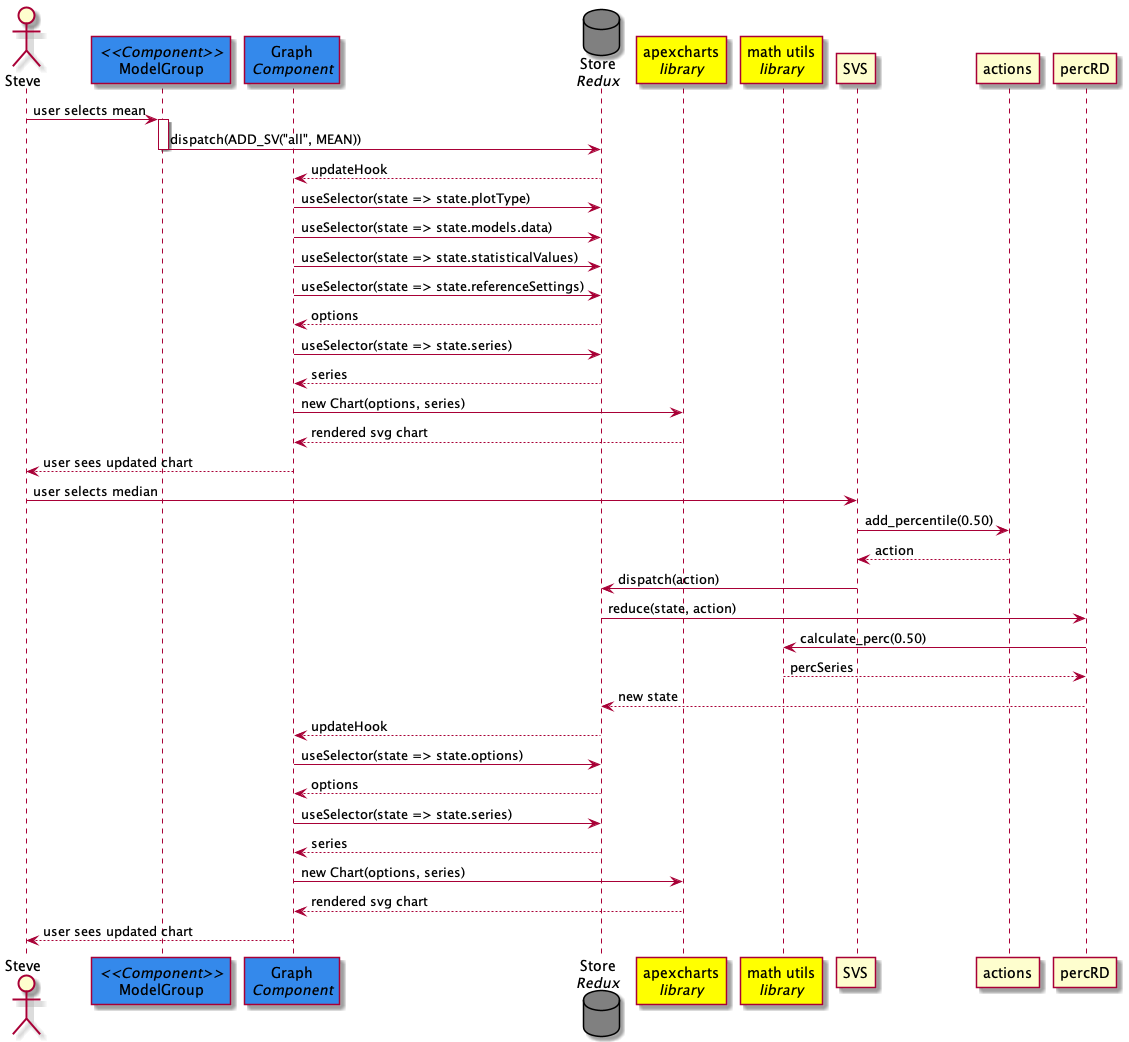 Steve
<<Component>>
ModelGroup
Graph
Component
Store
Redux
apexcharts
library
math utils
library
SVS
actions
percRD
user selects mean
dispatch(ADD_SV("all", MEAN))
updateHook
useSelector(state => state.plotType)
useSelector(state => state.models.data)
useSelector(state => state.statisticalValues)
useSelector(state => state.referenceSettings)
options
useSelector(state => state.series)
series
new Chart(options, series)
rendered svg chart
user sees updated chart
user selects median
add_percentile(0.50)
action
dispatch(action)
reduce(state, action)
calculate_perc(0.50)
percSeries
new state
updateHook
useSelector(state => state.options)
options
useSelector(state => state.series)
series
new Chart(options, series)
rendered svg chart
user sees updated chart
Steve
<<Component>>
ModelGroup
Graph
Component
Store
Redux
apexcharts
library
math utils
library
SVS
actions
percRD